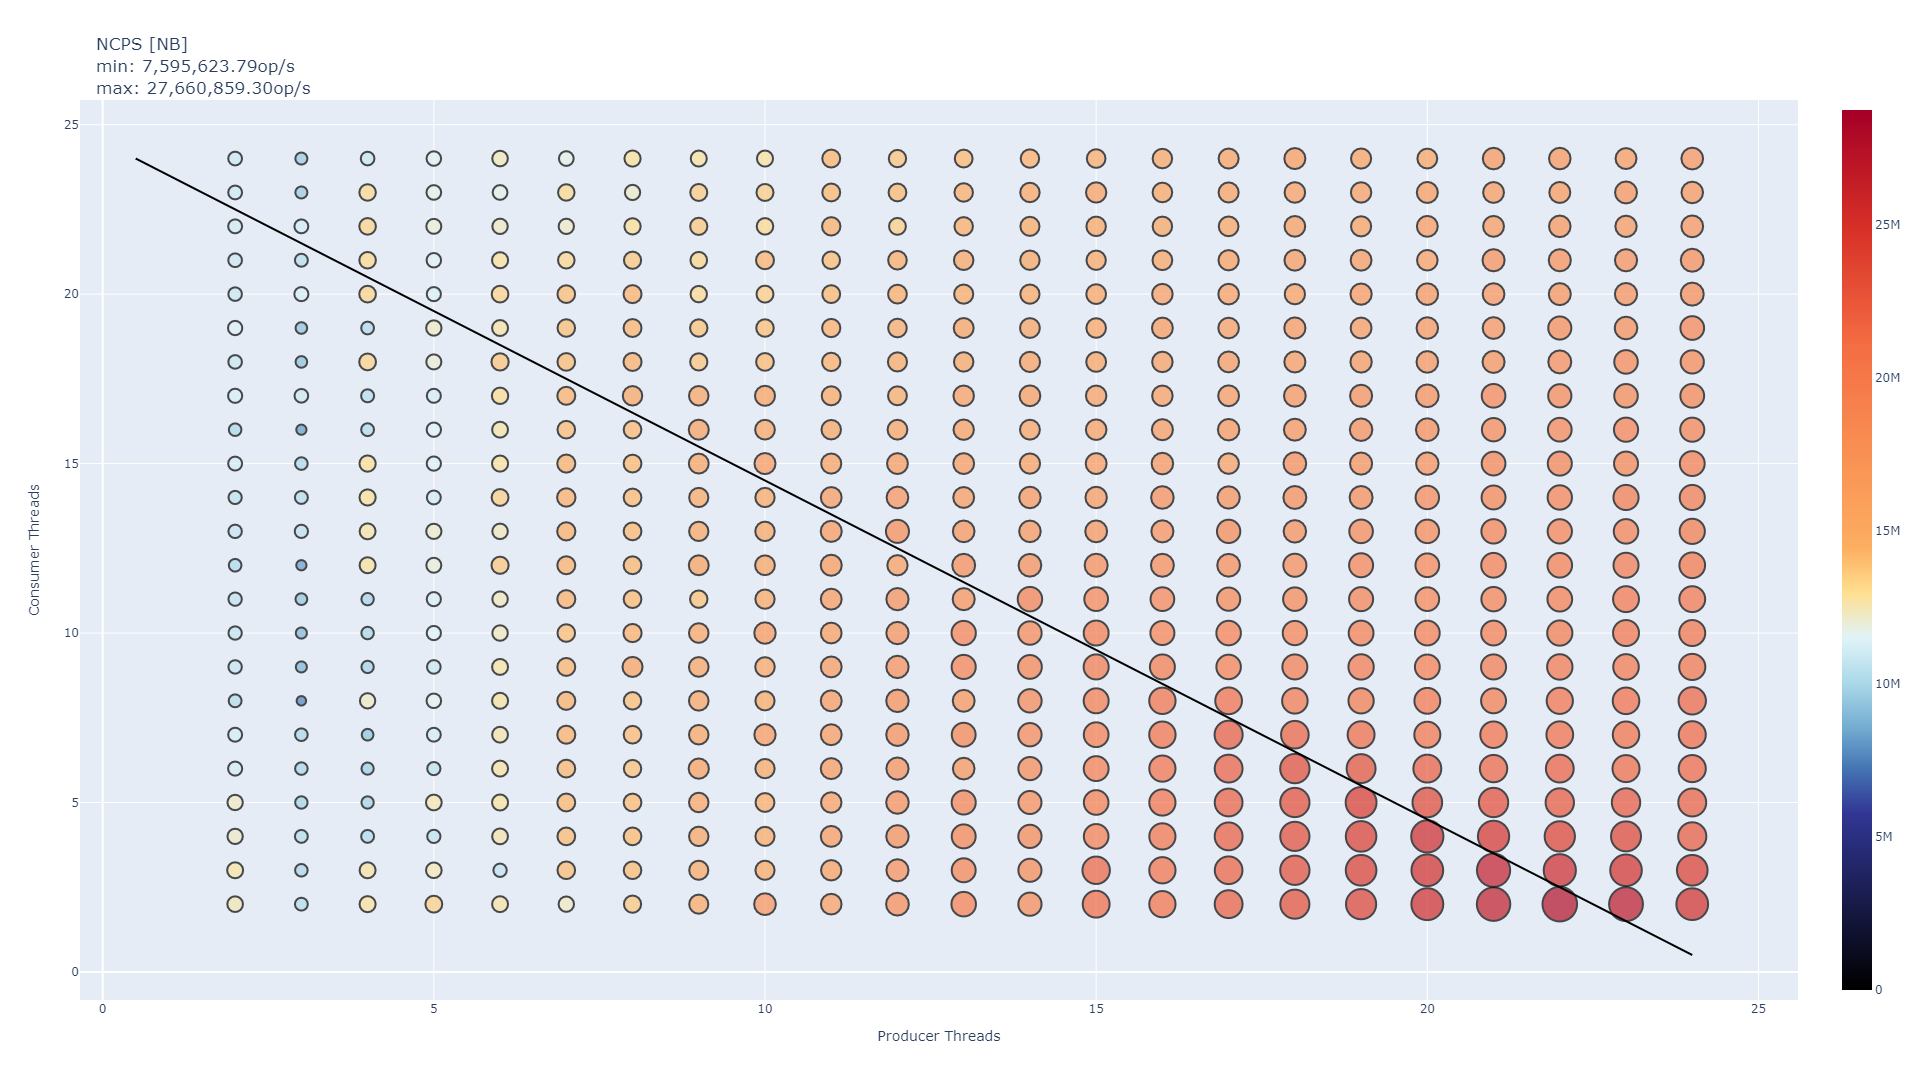 NCPS [NB]
min: 7,595,623.79op/s
max: 27,660,859.30op/s
25
20
15
10
5
0
Consumer Threads
0
5
10
15
20
25
Producer Threads
25M
20M
15M
10M
5M
0